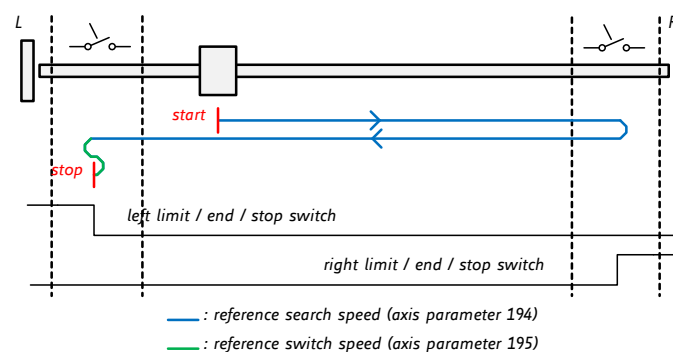 L
start
stop
left limit / end / stop switch
right limit / end / stop switch
: reference search speed (axis parameter 194)
: reference switch speed (axis parameter 195)